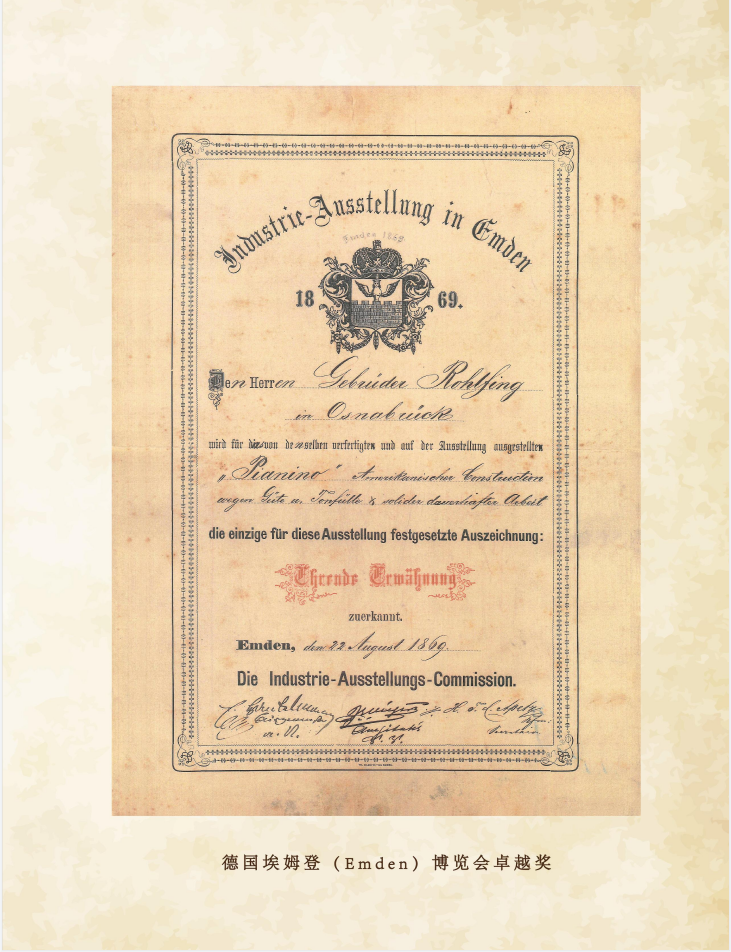 Industrie-Ausstellung in Emden
Emden 1869
18 69.
Den Herren Gebrüder Rohlfing
in Osnabrück
wird für die von denselben verfertigten und auf der Ausstellung ausgestellten
„Pianino" Amerikanischer Construction
wegen Güte u. Tonfülle & solider dauerhafter Arbeit
die einzige für diese Ausstellung festgesetzte Auszeichnung:
Ehrende Erwähnung
zuerkannt.
Emden, den 22 August 1869.
Die Industrie-Ausstellungs-Commission.
德国埃姆登（Emden）博览会卓越奖